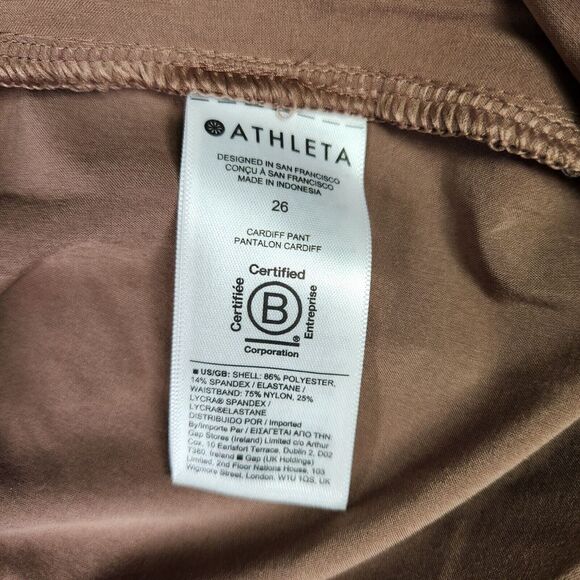 ATHLETA
DESIGNED IN SAN FRANCISCO
CONÇU À SAN FRANCISCO
MADE IN INDONESIA
26
CARDIFF PANT
PANTALON CARDIFF
Certified
Certifiée
B
®
Entreprise
Corporation
■ US/GB: SHELL: 86% POLYESTER,
14% SPANDEX / ELASTANE /
WAISTBAND: 75% NYLON, 25%
LYCRA® SPANDEX /
LYCRA®ELASTANE
DISTRIBUIDO POR / Imported
By/Importe Par / ΕΙΣΑΓΕΤΑΙ ΑΠΟ ΤΗΝ
Gap Stores (Ireland) Limited c/o Arthur
Cox, 10 Earlsfort Terrace, Dublin 2, D02
T380, Ireland ■ Gap (UK Holdings)
Limited, 2nd Floor Nations House, 103
Wigmore Street, London, W1U 1QS, UK